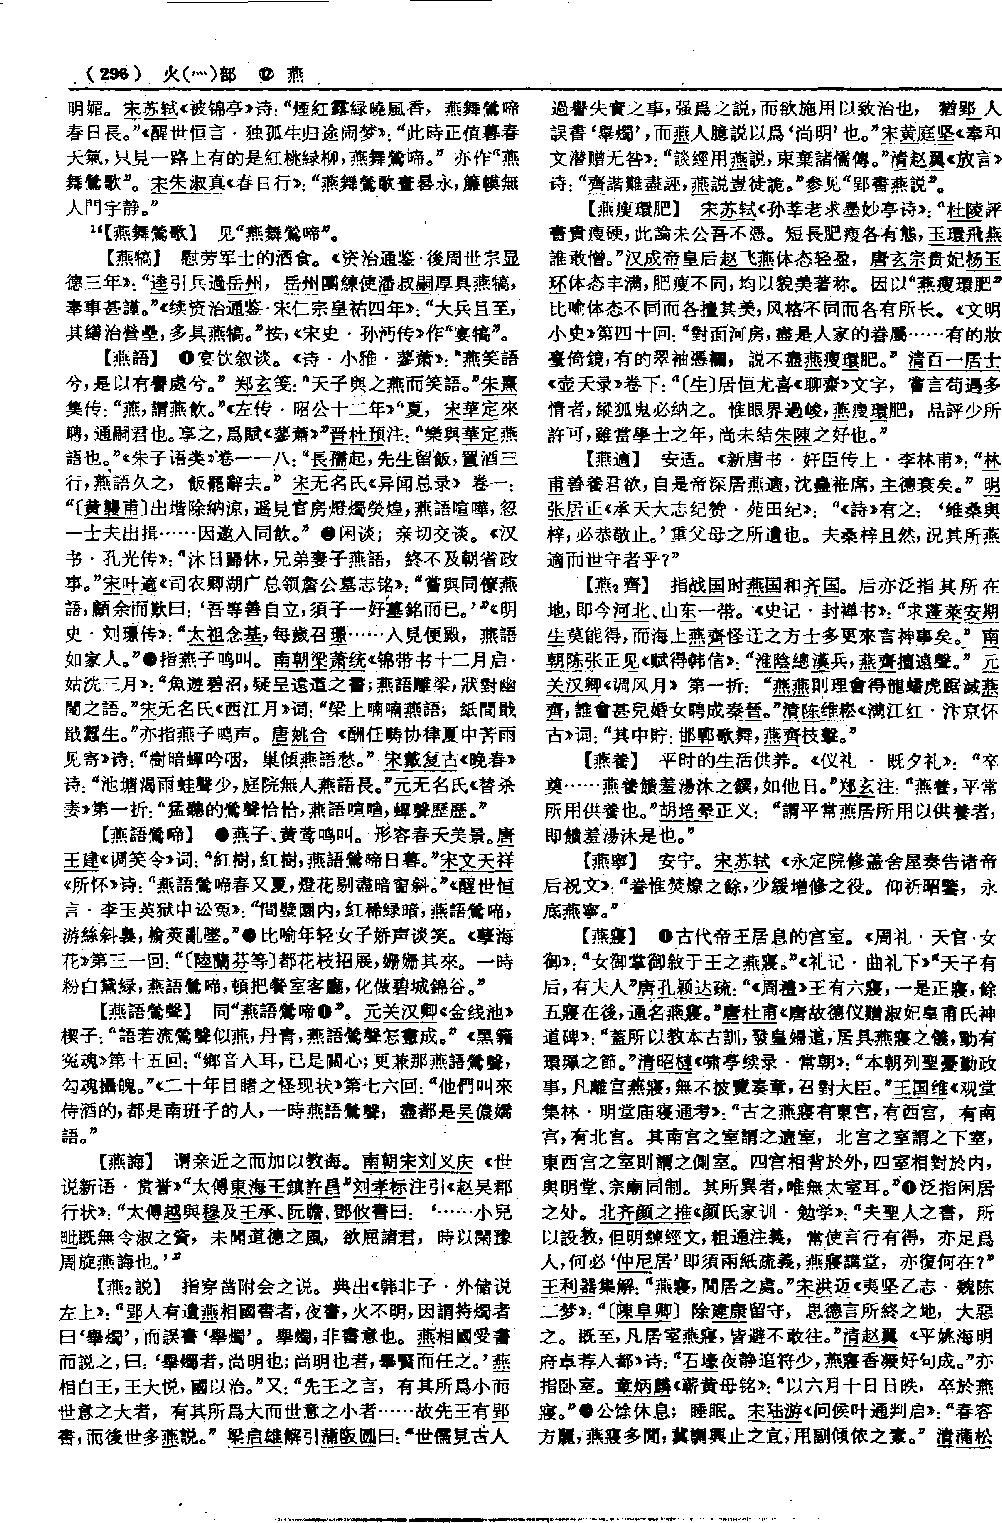 (296) 火(灬)部 ⑫ 燕
明媚。宋苏轼《被锦亭》诗：“煙紅露緑曉風香，燕舞鶯啼
春日長。”《醒世恒言·独孤生归途闹梦》：“此時正值暮春
天氣，只見一路上有的是紅桃緑柳，燕舞鶯啼。”亦作“燕
舞鶯歌”。宋朱淑真《春日行》：“燕舞鶯歌晝晷永，簾幙無
人門宇静。”
【燕舞鶯歌】 见“燕舞鶯啼”。
【燕犒】 慰劳军士的酒食。《资治通鉴·後周世宗显
德三年》：“逵引兵過岳州，岳州團練使潘叔嗣厚具燕犒，
奉事甚謹。”《续资治通鉴·宋仁宗皇祐四年》：“大兵且至，
其繕治營壘，多具燕犒。”按，《宋史·孙沔传》作“宴犒”。
【燕語】 ❶宴饮叙谈。《诗·小雅·蓼萧》：“燕笑語
兮，是以有譽處兮。”郑玄笺：“天子與之燕而笑語。”朱熹
集传：“燕，謂燕飲。”《左传·昭公十二年》“夏，宋華定來
聘，通嗣君也。享之，爲賦《蓼蕭》”晋杜预注：“樂與華定燕
語也。”《朱子语类》卷一一八：“長孺起，先生留飯，置酒三
行，燕語久之，飯罷辭去。”宋无名氏《异闻总录》卷一：
“〔黄龔甫〕出堦除納涼，遥見官房燈燭熒煌，燕語喧嘩，忽
一士夫出揖……因邀入同飲。”❷闲谈；亲切交谈。《汉
书·孔光传》：“沐日歸休，兄弟妻子燕語，終不及朝省政
事。”宋叶適《司农卿湖广总领詹公墓志铭》：“嘗與同僚燕
語，顧余而歎曰：‘吾等善自立，須子一好墓銘而已。’”《明
史·刘璟传》：“太祖念基，每歲召璟……入見便殿，燕語
如家人。”❸指燕子鸣叫。南朝梁萧统《锦带书十二月启·
姑洗三月》：“魚遊碧沼，疑呈遠道之書；燕語雕梁，狀對幽
閨之語。”宋无名氏《西江月》词：“梁上喃喃燕語，紙間戢
戢蠶生。”亦指燕子鸣声。唐姚合《酬任畴协律夏中苦雨
见寄》诗：“樹暗蟬吟咽，巢傾燕語愁。”宋戴复古《晚春》
诗：“池塘渴雨蛙聲少，庭院無人燕語長。”元无名氏《替杀
妻》第一折：“猛聽的鶯聲恰恰，燕語喧喧，蟬聲歷歷。”
【燕語鶯啼】 ❶燕子、黄莺鸣叫。形容春天美景。唐
王建《调笑令》词：“紅樹，紅樹，燕語鶯啼日暮。”宋文天祥
《所怀》诗：“燕語鶯啼春又夏，燈花剔盡暗窗斜。”《醒世恒
言·李玉英狱中讼冤》：“間壁園内，紅稀緑暗，燕語鶯啼，
游絲斜裊，榆莢亂墜。”❷比喻年轻女子娇声谈笑。《孽海
花》第三一回：“〔陸蘭芬等〕都花枝招展，姗姗其來。一時
粉白黛緑，燕語鶯啼，頓把餐室客廳，化做碧城錦谷。”
【燕語鶯聲】 同“燕語鶯啼❶”。元关汉卿《金线池》
楔子：“語若流鶯聲似燕，丹青，燕語鶯聲怎畫成。”《黑籍
冤魂》第十五回：“鄉音入耳，已是關心；更兼那燕語鶯聲，
勾魂攝魄。”《二十年目睹之怪现状》第七六回：“他們叫來
侍酒的，都是南班子的人，一時燕語鶯聲，盡都是吴儂嬌
語。”
【燕誨】 谓亲近之而加以教诲。南朝宋刘义庆《世
说新语·赏誉》“太傅東海王鎮許昌”刘孝标注引《赵吴郡
行状》：“太傅越與穆及王承、阮瞻、鄧攸書曰：‘……小兒
毗既無令淑之資，未聞道德之風，欲屈諸君，時以閑豫
周旋燕誨也。’”
【燕₂説】 指穿凿附会之说。典出《韩非子·外储说
左上》：“郢人有遺燕相國書者，夜書，火不明，因謂持燭者
曰‘舉燭’，而誤書‘舉燭’。舉燭，非書意也。燕相國受書
而説之，曰：‘舉燭者，尚明也；尚明也者，舉賢而任之。’燕
相白王，王大悦，國以治。”又：“先王之言，有其所爲小而
世意之大者，有其所爲大而世意之小者……故先王有郢
書，而後世多燕説。”梁启雄解引蒲阪圆曰：“世儒見古人
過譽失實之事，强爲之説，而欲施用以致治也，猶郢人
誤書‘舉燭’，而燕人臆説以爲‘尚明’也。”宋黄庭坚《奉和
文潜赠无咎》：“談經用燕説，束棄諸儒傳。”清赵翼《放言》
诗：“齊諧難盡誣，燕説豈徒詭。”参见“郢書燕説”。
【燕瘦環肥】 宋苏轼《孙莘老求墨妙亭诗》：“杜陵評
書貴瘦硬，此論未公吾不憑。短長肥瘦各有態，玉環飛燕
誰敢憎。”汉成帝皇后赵飞燕体态轻盈，唐玄宗贵妃杨玉
环体态丰满，肥瘦不同，均以貌美著称。因以“燕瘦環肥”
比喻体态不同而各擅其美，风格不同而各有所长。《文明
小史》第四十回：“對面河房，盡是人家的眷屬……有的妝
臺倚鏡，有的翠袖憑欄，説不盡燕瘦環肥。”清百一居士
《壶天录》卷下：“〔生〕居恒尤喜《聊齋》文字，嘗言苟遇多
情者，縱狐鬼必納之。惟眼界過峻，燕瘦環肥，品評少所
許可，雖當學士之年，尚未結朱陳之好也。”
【燕適】 安适。《新唐书·奸臣传上·李林甫》：“林
甫善養君欲，自是帝深居燕適，沈蠱袵席，主德衰矣。”明
张居正《承天大志纪赞·苑田纪》：“《詩》有之：‘維桑與
梓，必恭敬止。’重父母之所遺也。夫桑梓且然，況其所燕
適而世守者乎？”
【燕₂齊】 指战国时燕国和齐国。后亦泛指其所在
地，即今河北、山东一带。《史记·封禅书》：“求蓬萊安期
生莫能得，而海上燕齊怪迂之方士多更來言神事矣。”南
朝陈张正见《赋得韩信》：“淮陰總漢兵，燕齊擅遠聲。”元
关汉卿《调风月》第一折：“燕燕則理會得龍蟠虎踞滅燕
齊，誰會甚兒婚女聘成秦晉。”清陈维崧《满江红·汴京怀
古》词：“其中貯：邯鄲歌舞，燕齊技擊。”
【燕養】 平时的生活供养。《仪礼·既夕礼》：“卒
奠……燕養饋羞湯沐之饌，如他日。”郑玄注：“燕養，平常
所用供養也。”胡培翚正义：“謂平常燕居所用以供養者，
即饋羞湯沐是也。”
【燕寧】 安宁。宋苏轼《永定院修盖舍屋奏告诸帝
后祝文》：“眷惟焚燎之餘，少緩增修之役。仰祈昭鑒，永
底燕寧。”
【燕寢】 ❶古代帝王居息的宫室。《周礼·天官·女
御》：“女御掌御敘于王之燕寢。”《礼记·曲礼下》“天子有
后，有夫人”唐孔颖达疏：“《周禮》王有六寢，一是正寢，餘
五寢在後，通名燕寢。”唐杜甫《唐故德仪赠淑妃皇甫氏神
道碑》：“蓋所以教本古訓，發皇婦道，居具燕寢之儀，動有
環珮之節。”清昭梿《啸亭续录·常朝》：“本朝列聖憂勤政
事，凡離宫燕寢，無不披覽奏章，召對大臣。”王国维《观堂
集林·明堂庙寝通考》：“古之燕寢有東宫，有西宫，有南
宫，有北宫。其南宫之室謂之適室，北宫之室謂之下室，
東西宫之室則謂之側室。四宫相背於外，四室相對於内，
與明堂、宗廟同制。其所異者，唯無太室耳。”❷泛指闲居
之处。北齐颜之推《颜氏家训·勉学》：“夫聖人之書，所
以設教，但明練經文，粗通注義，常使言行有得，亦足爲
人，何必‘仲尼居’即須兩紙疏義，燕寢講堂，亦復何在？”
王利器集解：“燕寢，閒居之處。”宋洪迈《夷坚乙志·魏陈
二梦》：“〔陳阜卿〕除建康留守，思德言所終之地，大惡
之。既至，凡居室燕寢，皆避不敢往。”清赵翼《平姚海明
府卓荐入都》诗：“石壕夜静追符少，燕寢香凝好句成。”亦
指卧室。章炳麟《蕲黄母铭》：“以六月十日日昳，卒於燕
寢。”❸公馀休息；睡眠。宋陆游《问候叶通判启》：“春容
方麗，燕寢多閒，冀調興止之宜，用副傾依之素。”清蒲松